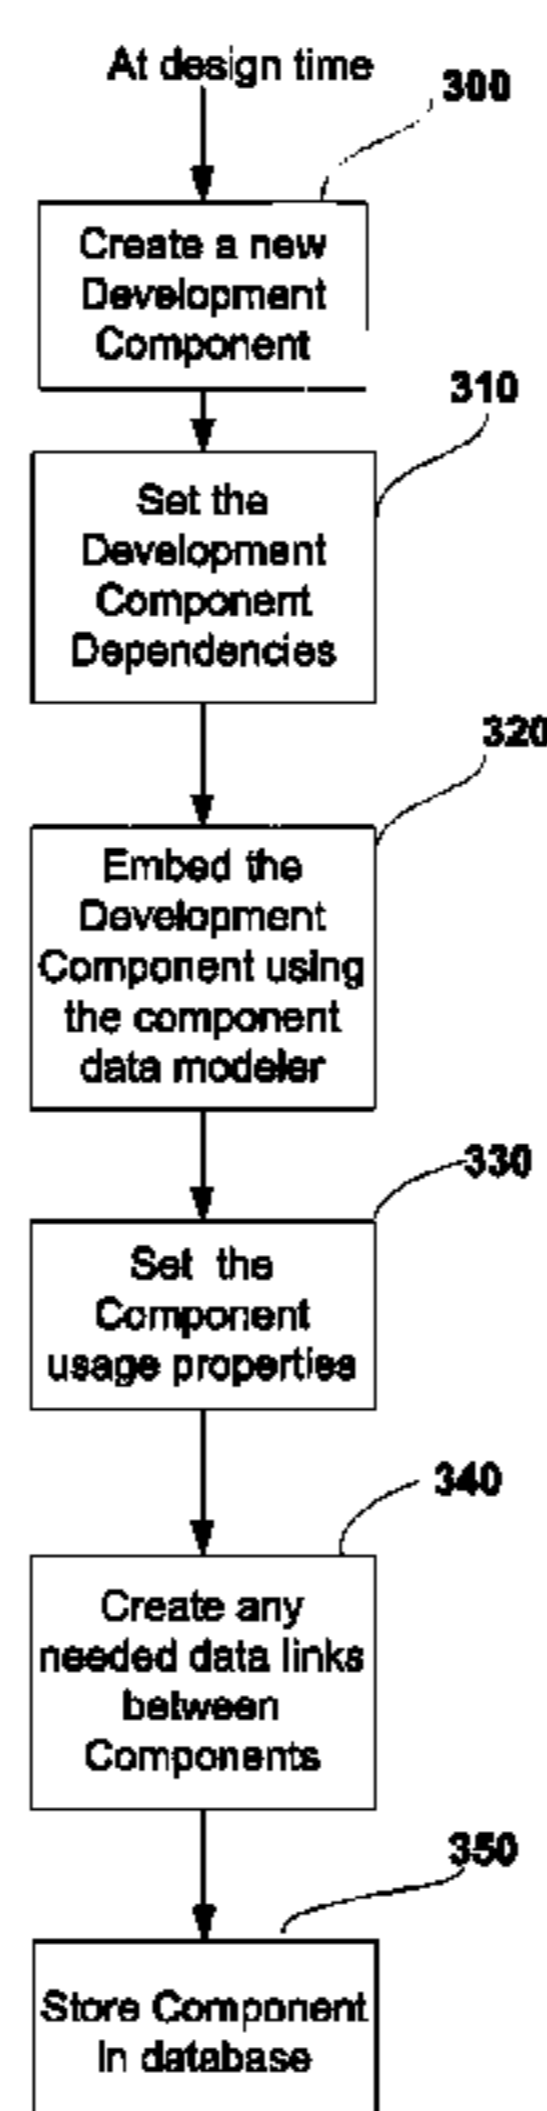 At design time
300
Create a new
Development
Component
310
Set the
Development
Component
Dependencies
320
Embed the
Development
Component using
the component
data modeler
330
Set the
Component
usage properties
340
Create any
needed data links
between
Components
350
Store Component
In database